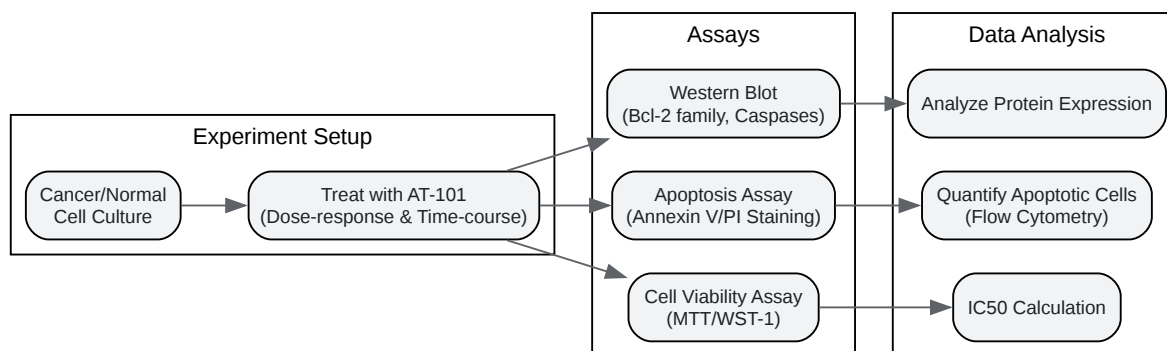 Experiment Setup
Cancer/Normal
Cell Culture
Treat with AT-101
(Dose-response & Time-course)
Assays
Western Blot
(Bcl-2 family, Caspases)
Apoptosis Assay
(Annexin V/PI Staining)
Cell Viability Assay
(MTT/WST-1)
Data Analysis
Analyze Protein Expression
Quantify Apoptotic Cells
(Flow Cytometry)
IC50 Calculation